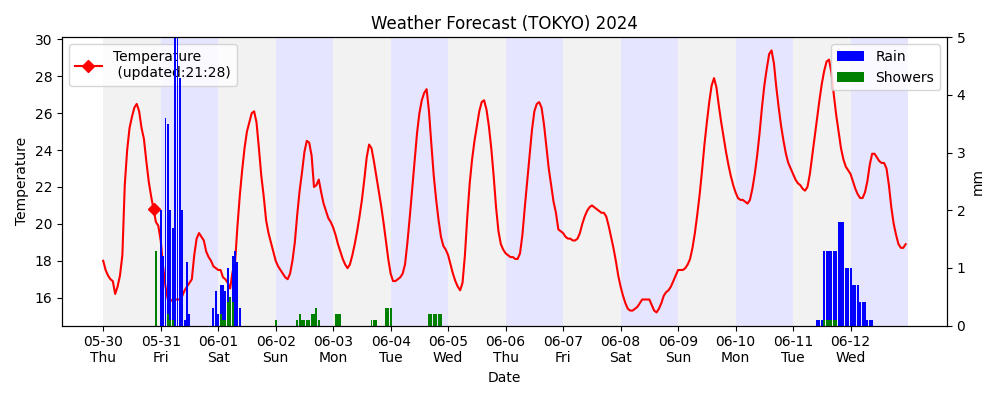 Weather Forecast (TOKYO) 2024
Temperature
(updated:21:28)
Rain
Showers
Temperature
30
28
26
24
22
20
18
16
5
4
3
2
1
0
mm
05-30 05-31 06-01 06-02 06-03 06-04 06-05 06-06 06-07 06-08 06-09 06-10 06-11 06-12
Thu Fri Sat Sun Mon Tue Wed Thu Fri Sat Sun Mon Tue Wed
Date